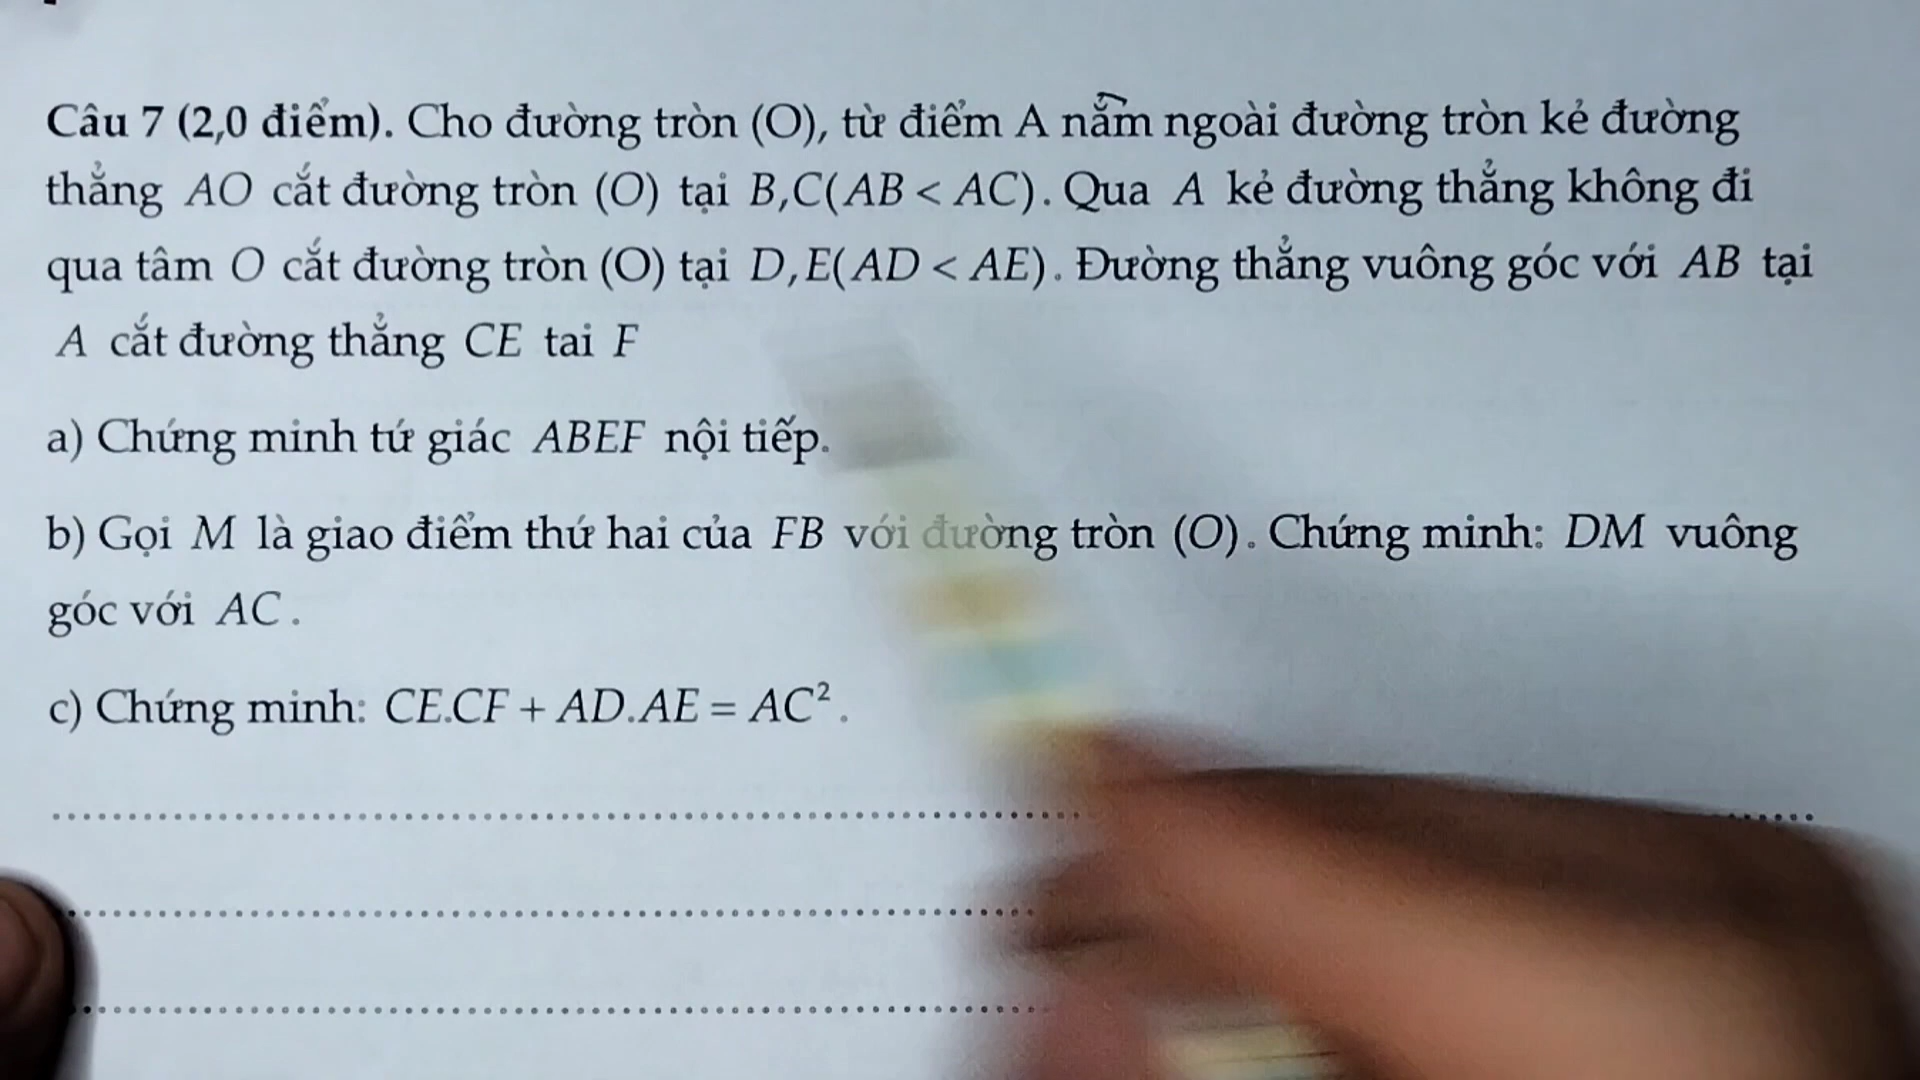 Câu 7 (2,0 điểm). Cho đường tròn (O), từ điểm A nằm ngoài đường tròn kẻ đường
thẳng AO cắt đường tròn (O) tại B,C(AB < AC). Qua A kẻ đường thẳng không đi
qua tâm O cắt đường tròn (O) tại D,E(AD < AE). Đường thẳng vuông góc với AB tại
A cắt đường thẳng CE tai F
a) Chứng minh tứ giác ABEF nội tiếp.
b) Gọi M là giao điểm thứ hai của FB với đường tròn (O). Chứng minh: DM vuông
góc với AC.
c) Chứng minh: CE.CF + AD.AE = AC².